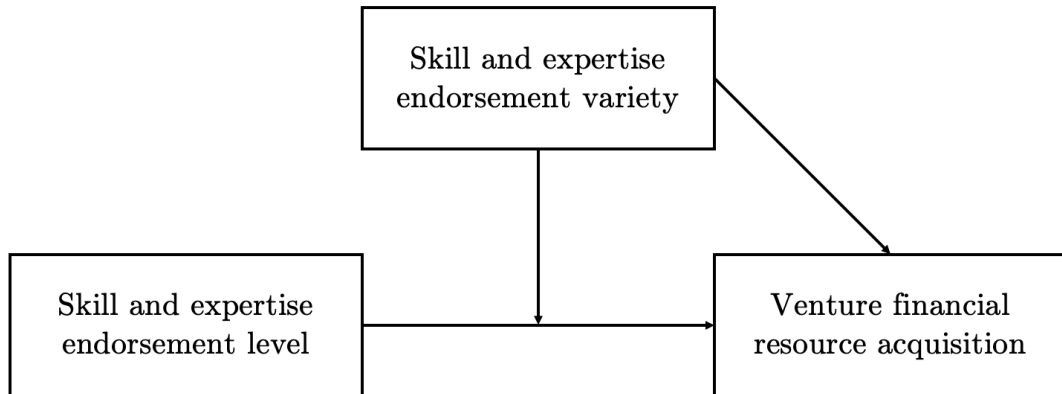 Skill and expertise
endorsement variety
Skill and expertise
endorsement level
Venture financial
resource acquisition